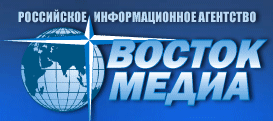 РОССИЙСКОЕ ИНФОРМАЦИОННОЕ АГЕНТСТВО
ВОСТОК
МЕДИА